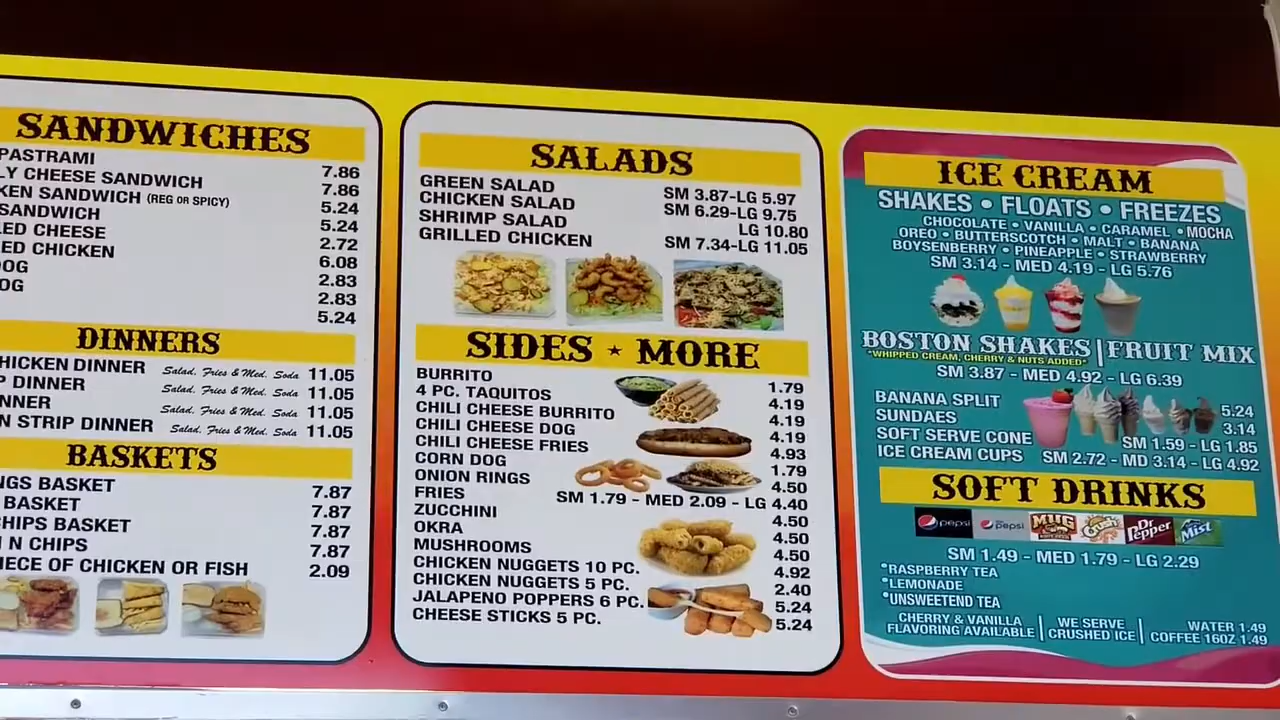 SANDWICHES
PASTRAMI 7.86
LY CHEESE SANDWICH 7.86
KEN SANDWICH (REG OR SPICY) 5.24
SANDWICH 5.24
ED CHEESE 2.72
ED CHICKEN 6.08
OG 2.83
OG 2.83
5.24
DINNERS
HICKEN DINNER Salad, Fries & Med. Soda 11.05
P DINNER Salad, Fries & Med. Soda 11.05
NNER Salad, Fries & Med. Soda 11.05
N STRIP DINNER Salad, Fries & Med. Soda 11.05
BASKETS
NGS BASKET 7.87
BASKET 7.87
CHIPS BASKET 7.87
N CHIPS 7.87
IECE OF CHICKEN OR FISH 2.09
SALADS
GREEN SALAD SM 3.87-LG 5.97
CHICKEN SALAD SM 6.29-LG 9.75
SHRIMP SALAD LG 10.80
GRILLED CHICKEN SM 7.34-LG 11.05
SIDES ★ MORE
BURRITO 1.79
4 PC. TAQUITOS 4.19
CHILI CHEESE BURRITO 4.19
CHILI CHEESE DOG 4.19
CHILI CHEESE FRIES 4.93
CORN DOG 1.79
ONION RINGS 4.50
FRIES SM 1.79 - MED 2.09 - LG 4.40
ZUCCHINI 4.50
OKRA 4.50
MUSHROOMS 4.50
CHICKEN NUGGETS 10 PC. 4.92
CHICKEN NUGGETS 5 PC. 2.40
JALAPENO POPPERS 6 PC. 5.24
CHEESE STICKS 5 PC. 5.24
ICE CREAM
SHAKES • FLOATS • FREEZES
CHOCOLATE • VANILLA • CARAMEL • MOCHA
OREO • BUTTERSCOTCH • MALT • BANANA
BOYSENBERRY • PINEAPPLE • STRAWBERRY
SM 3.14 - MED 4.19 - LG 5.76
BOSTON SHAKES | FRUIT MIX
*WHIPPED CREAM, CHERRY & NUTS ADDED*
SM 3.87 - MED 4.92 - LG 6.39
BANANA SPLIT 5.24
SUNDAES 3.14
SOFT SERVE CONE SM 1.59 - LG 1.85
ICE CREAM CUPS SM 2.72 - MD 3.14 - LG 4.92
SOFT DRINKS
pepsi pepsi MUG Crush Dr Pepper Mist
SM 1.49 - MED 1.79 - LG 2.29
*RASPBERRY TEA
*LEMONADE
*UNSWEETEND TEA
CHERRY & VANILLA FLAVORING AVAILABLE | WE SERVE CRUSHED ICE | WATER 1.49
COFFEE 16OZ 1.49